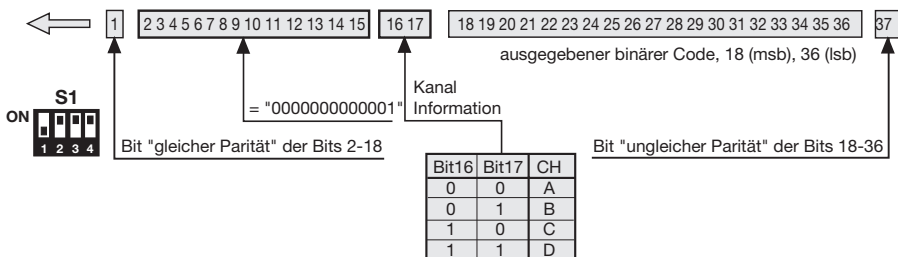 1 2 3 4 5 6 7 8 9 10 11 12 13 14 15 16 17 18 19 20 21 22 23 24 25 26 27 28 29 30 31 32 33 34 35 36 37
ausgegebener binärer Code, 18 (msb), 36 (lsb)
S1
ON
1 2 3 4
= "0000000000001"
Kanal
Information
Bit "gleicher Parität" der Bits 2-18
Bit "ungleicher Parität" der Bits 18-36
Bit16 Bit17 CH
0 0 A
0 1 B
1 0 C
1 1 D